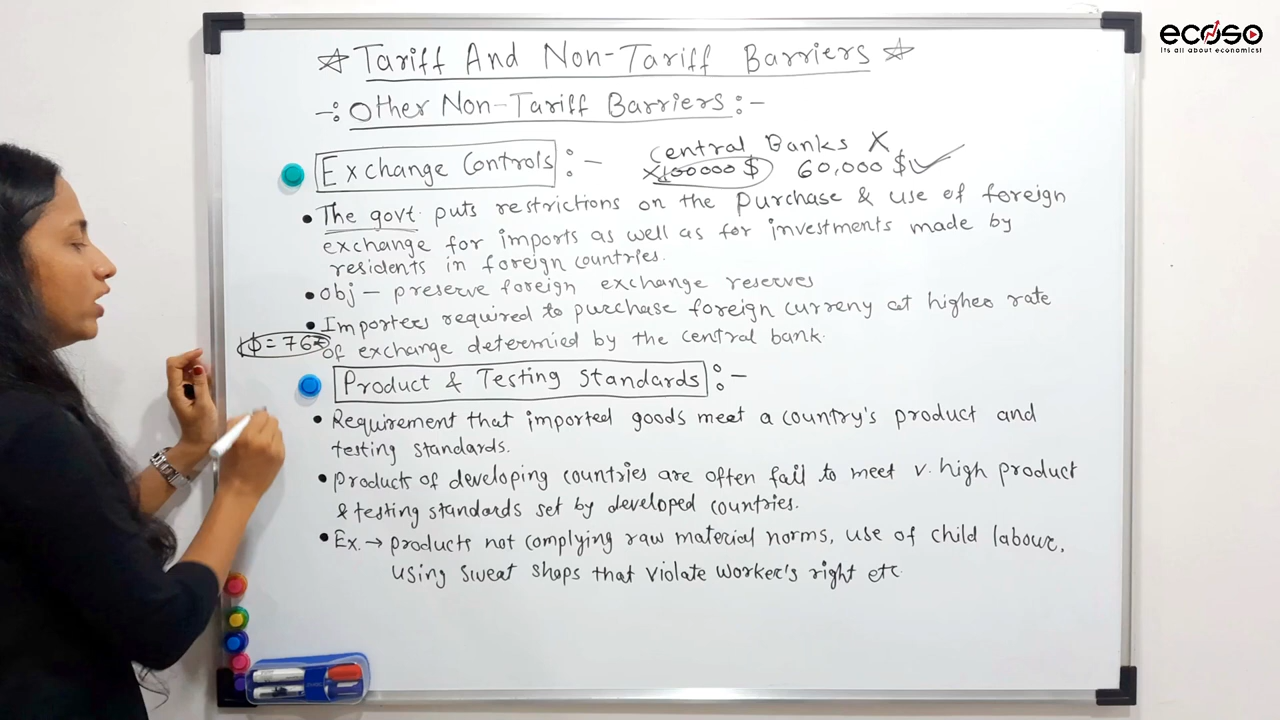 ecoso
Its all about economics!
☆ Tariff And Non-Tariff Barriers ☆
-: Other Non-Tariff Barriers :-
Exchange Controls :- Central Banks X
X 100000 $ 60,000 $ ✓
• The govt. puts restrictions on the purchase & use of foreign
exchange for imports as well as for investments made by
residents in foreign countries.
• obj - preserve foreign exchange reserves
• Importers required to purchase foreign curreny at higher rate
of exchange determied by the central bank.
1$ = 76₹
Product & Testing Standards :-
• Requirement that imported goods meet a country's product and
testing standards.
• Products of developing countries are often fail to meet v. high product
& testing standards set by developed countries.
• Ex. → products not complying raw material norms, use of child labour,
using sweat shops that violate worker's right etc.